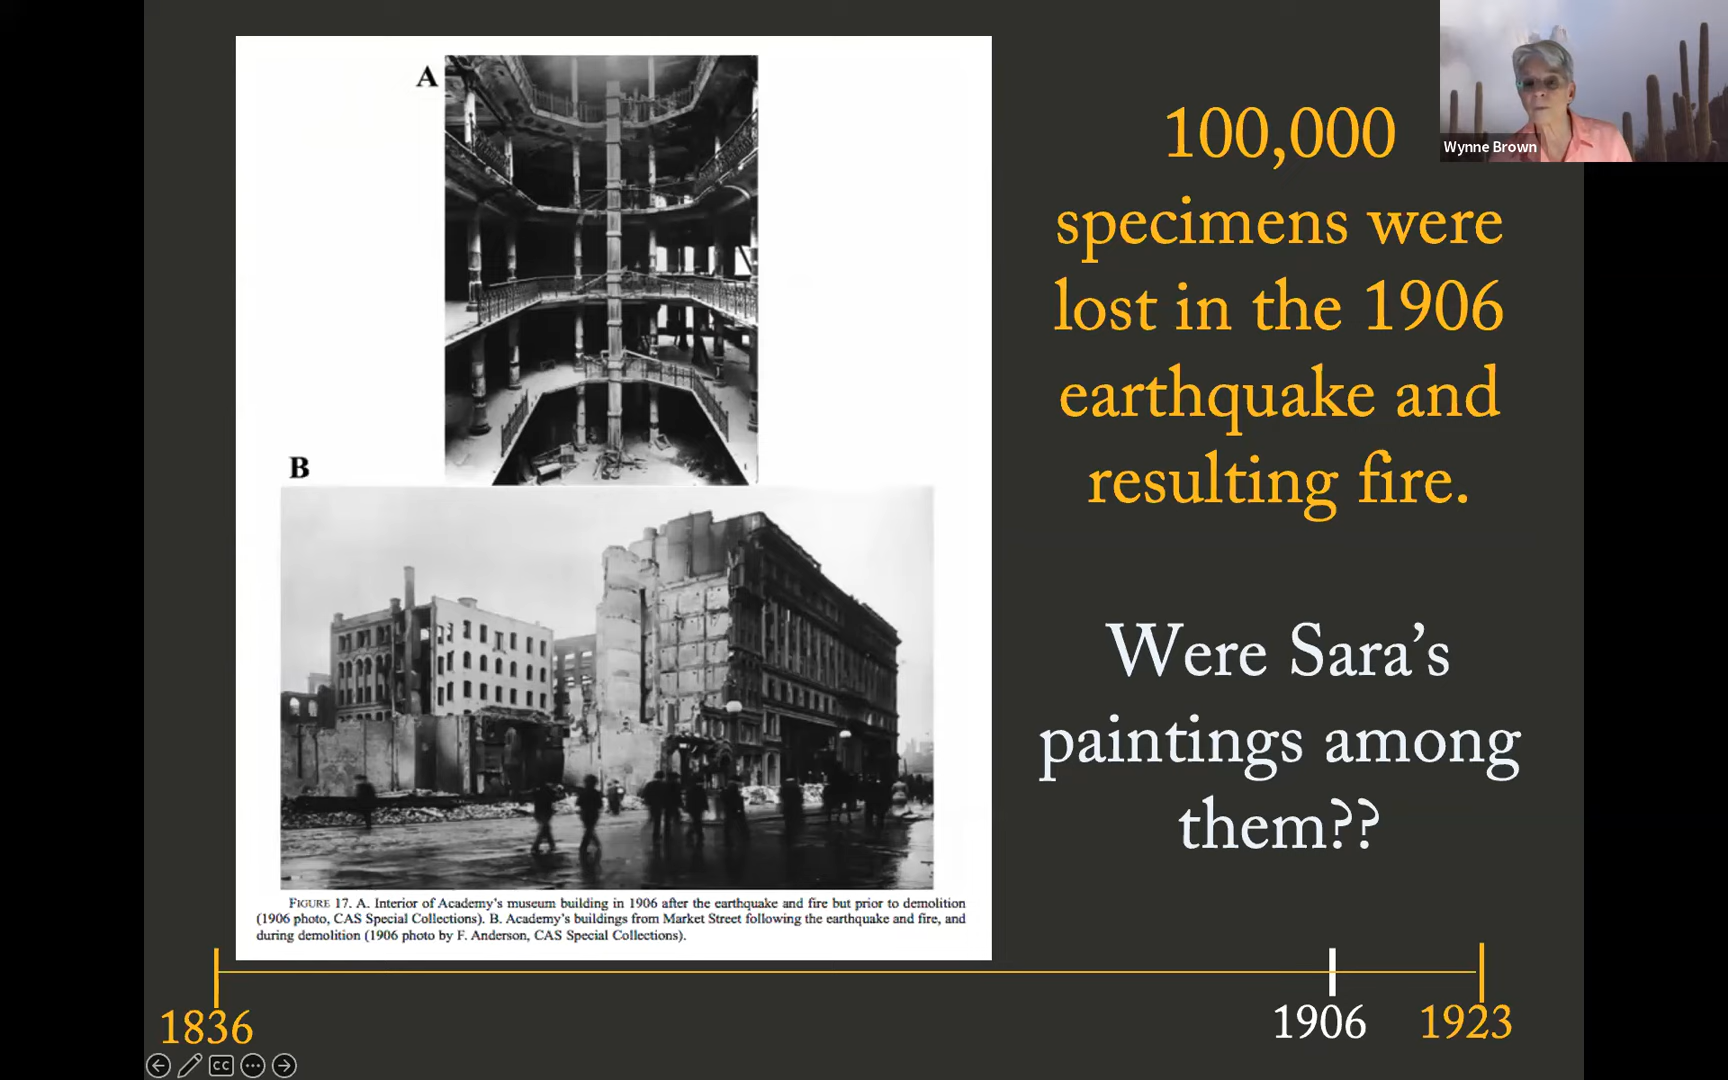 A
B
FIGURE 17. A. Interior of Academy's museum building in 1906 after the earthquake and fire but prior to demolition
(1906 photo, CAS Special Collections). B. Academy's buildings from Market Street following the earthquake and fire, and
during demolition (1906 photo by F. Anderson, CAS Special Collections).
100,000
specimens were
lost in the 1906
earthquake and
resulting fire.
Were Sara's
paintings among
them??
Wynne Brown
1836
1906
1923
CC